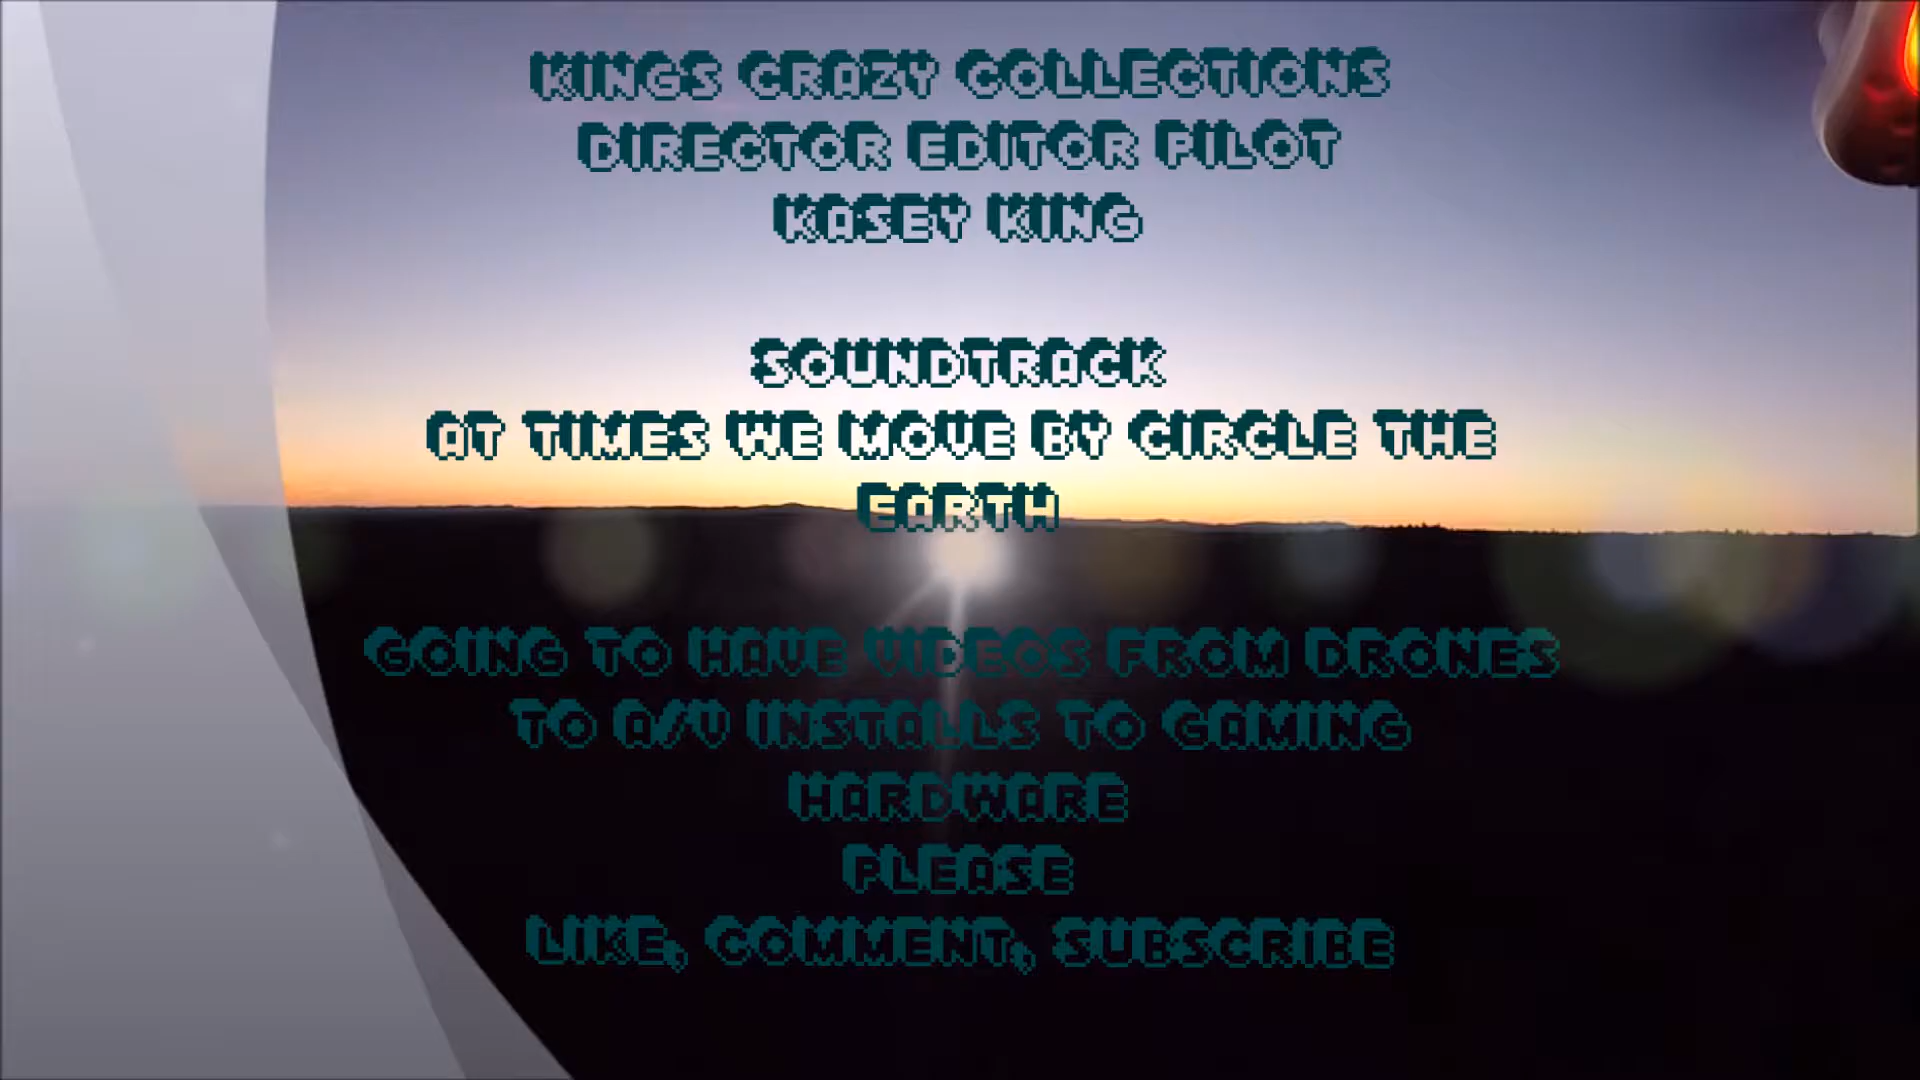 KINGS CRAZY COLLECTIONS
DIRECTOR EDITOR PILOT
KASEY KING
SOUNDTRACK
AT TIMES WE MOVE BY CIRCLE THE
EARTH
GOING TO HAVE VIDEOS FROM DRONES
TO A/V INSTALLS TO GAMING
HARDWARE
PLEASE
LIKE, COMMENT, SUBSCRIBE